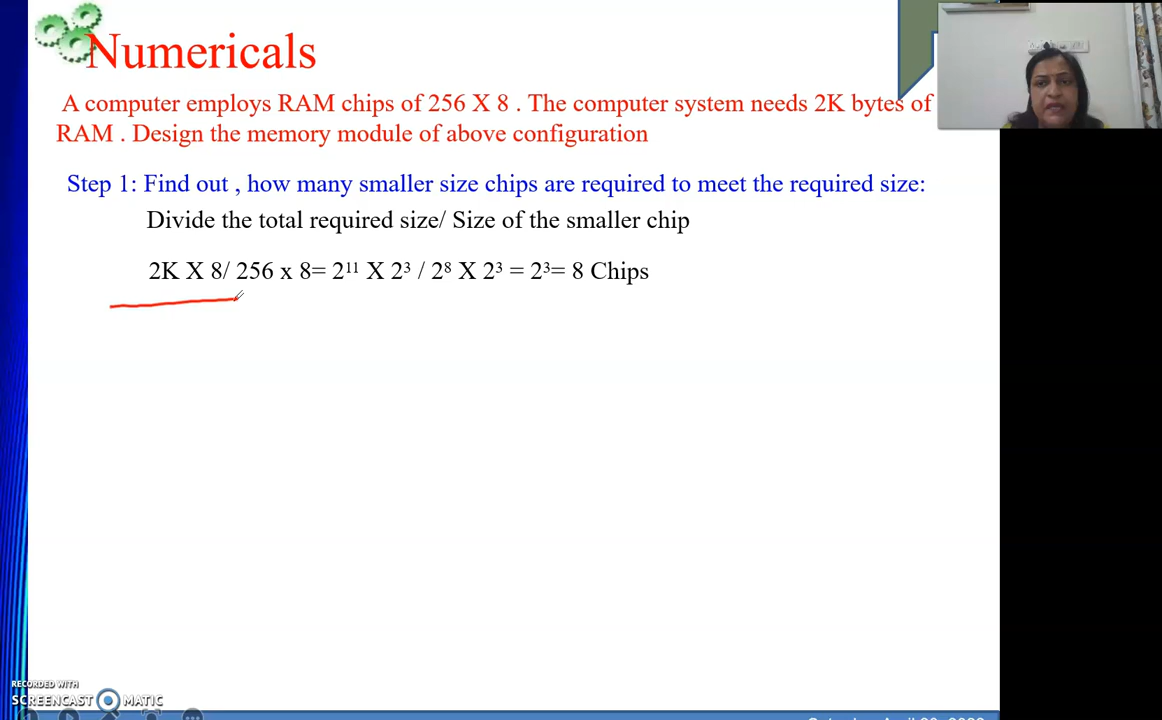 Numericals
A computer employs RAM chips of 256 X 8 . The computer system needs 2K bytes of
RAM . Design the memory module of above configuration
Step 1: Find out , how many smaller size chips are required to meet the required size:
Divide the total required size/ Size of the smaller chip
2K X 8/ 256 x 8= 2¹¹ X 2³ / 2⁸ X 2³ = 2³= 8 Chips
RECORDED WITH
SCREENCAST MATIC